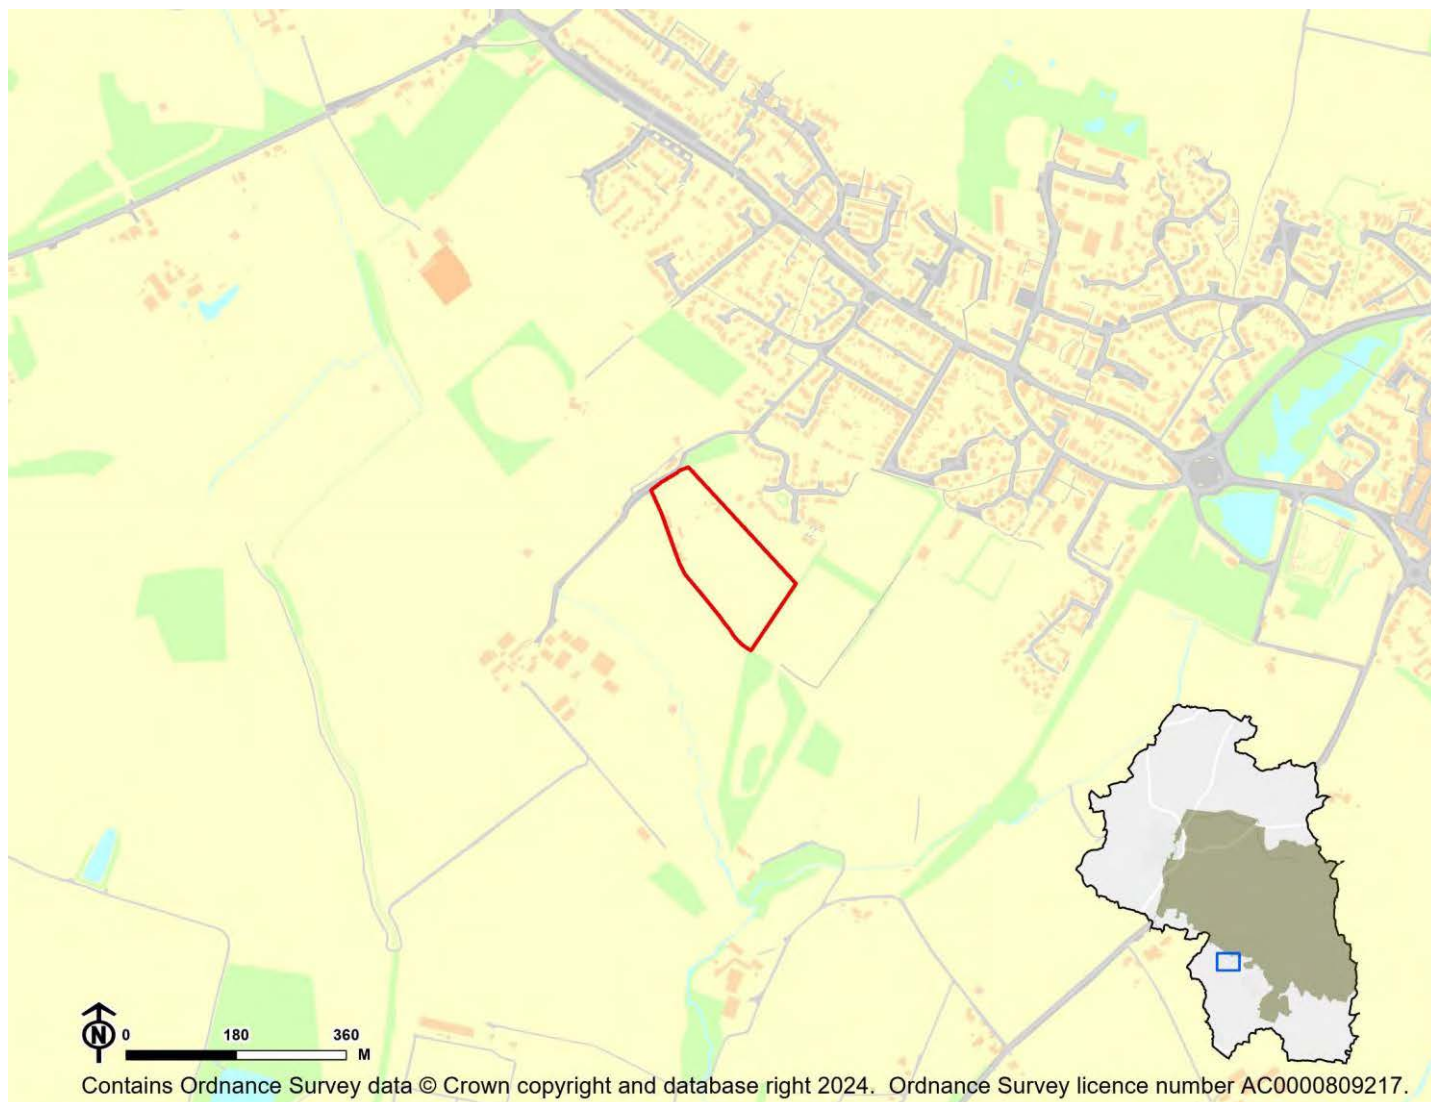 N 0 180 360
M
Contains Ordnance Survey data © Crown copyright and database right 2024. Ordnance Survey licence number AC0000809217.